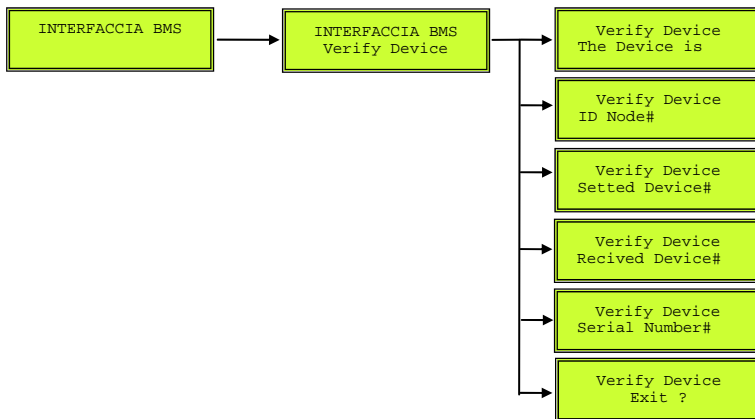 INTERFACCIA BMS
INTERFACCIA BMS
Verify Device
Verify Device
The Device is
Verify Device
ID Node#
Verify Device
Setted Device#
Verify Device
Recived Device#
Verify Device
Serial Number#
Verify Device
Exit ?